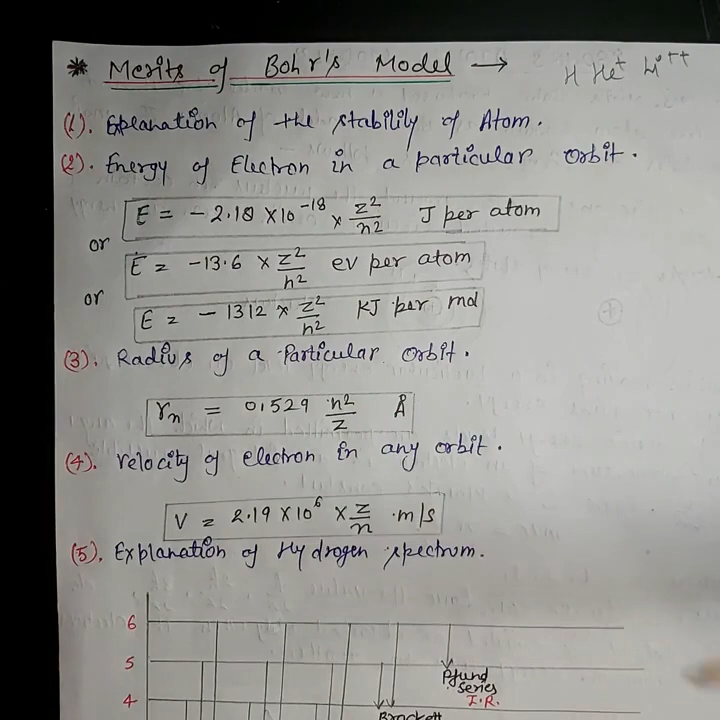 * Merits of Bohr's Model → H He+ Li++
(1). Explanation of the stability of Atom.
(2). Energy of Electron in a particular orbit.
E = - 2.18 × 10^-18 × z²/n² J per atom
or
E = -13.6 × z²/n² ev per atom
or
E = - 1312 × z²/n² KJ per mol
(3). Radius of a Particular orbit.
rn = 0.529 n²/z Å
(4). velocity of electron in any orbit.
V = 2.19 × 10^6 × z/n .m/s
(5). Explanation of Hydrogen spectrum.
6
5
Pfund
series
I.R.
4
Brackett